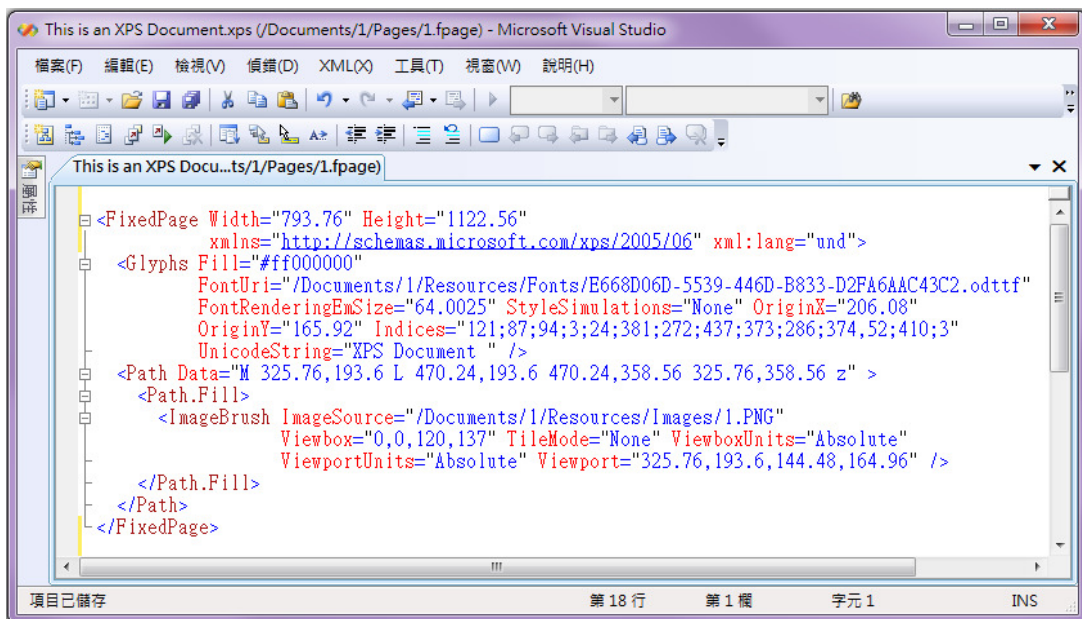 This is an XPS Document.xps (/Documents/1/Pages/1.fpage) - Microsoft Visual Studio
檔案(F) 編輯(E) 檢視(V) 偵錯(D) XML(X) 工具(T) 視窗(W) 說明(H)
This is an XPS Docu...ts/1/Pages/1.fpage)
屬性
<FixedPage Width="793.76" Height="1122.56"
xmlns="http://schemas.microsoft.com/xps/2005/06" xml:lang="und">
<Glyphs Fill="#ff000000"
FontUri="/Documents/1/Resources/Fonts/E668D06D-5539-446D-B833-D2FA6AAC43C2.odttf"
FontRenderingEmSize="64.0025" StyleSimulations="None" OriginX="206.08"
OriginY="165.92" Indices="121;87;94;3;24;381;272;437;373;286;374,52;410;3"
UnicodeString="XPS Document " />
<Path Data="M 325.76,193.6 L 470.24,193.6 470.24,358.56 325.76,358.56 z" >
<Path.Fill>
<ImageBrush ImageSource="/Documents/1/Resources/Images/1.PNG"
Viewbox="0,0,120,137" TileMode="None" ViewboxUnits="Absolute"
ViewportUnits="Absolute" Viewport="325.76,193.6,144.48,164.96" />
</Path.Fill>
</Path>
</FixedPage>
項目已儲存 第 18 行 第 1 欄 字元 1 INS